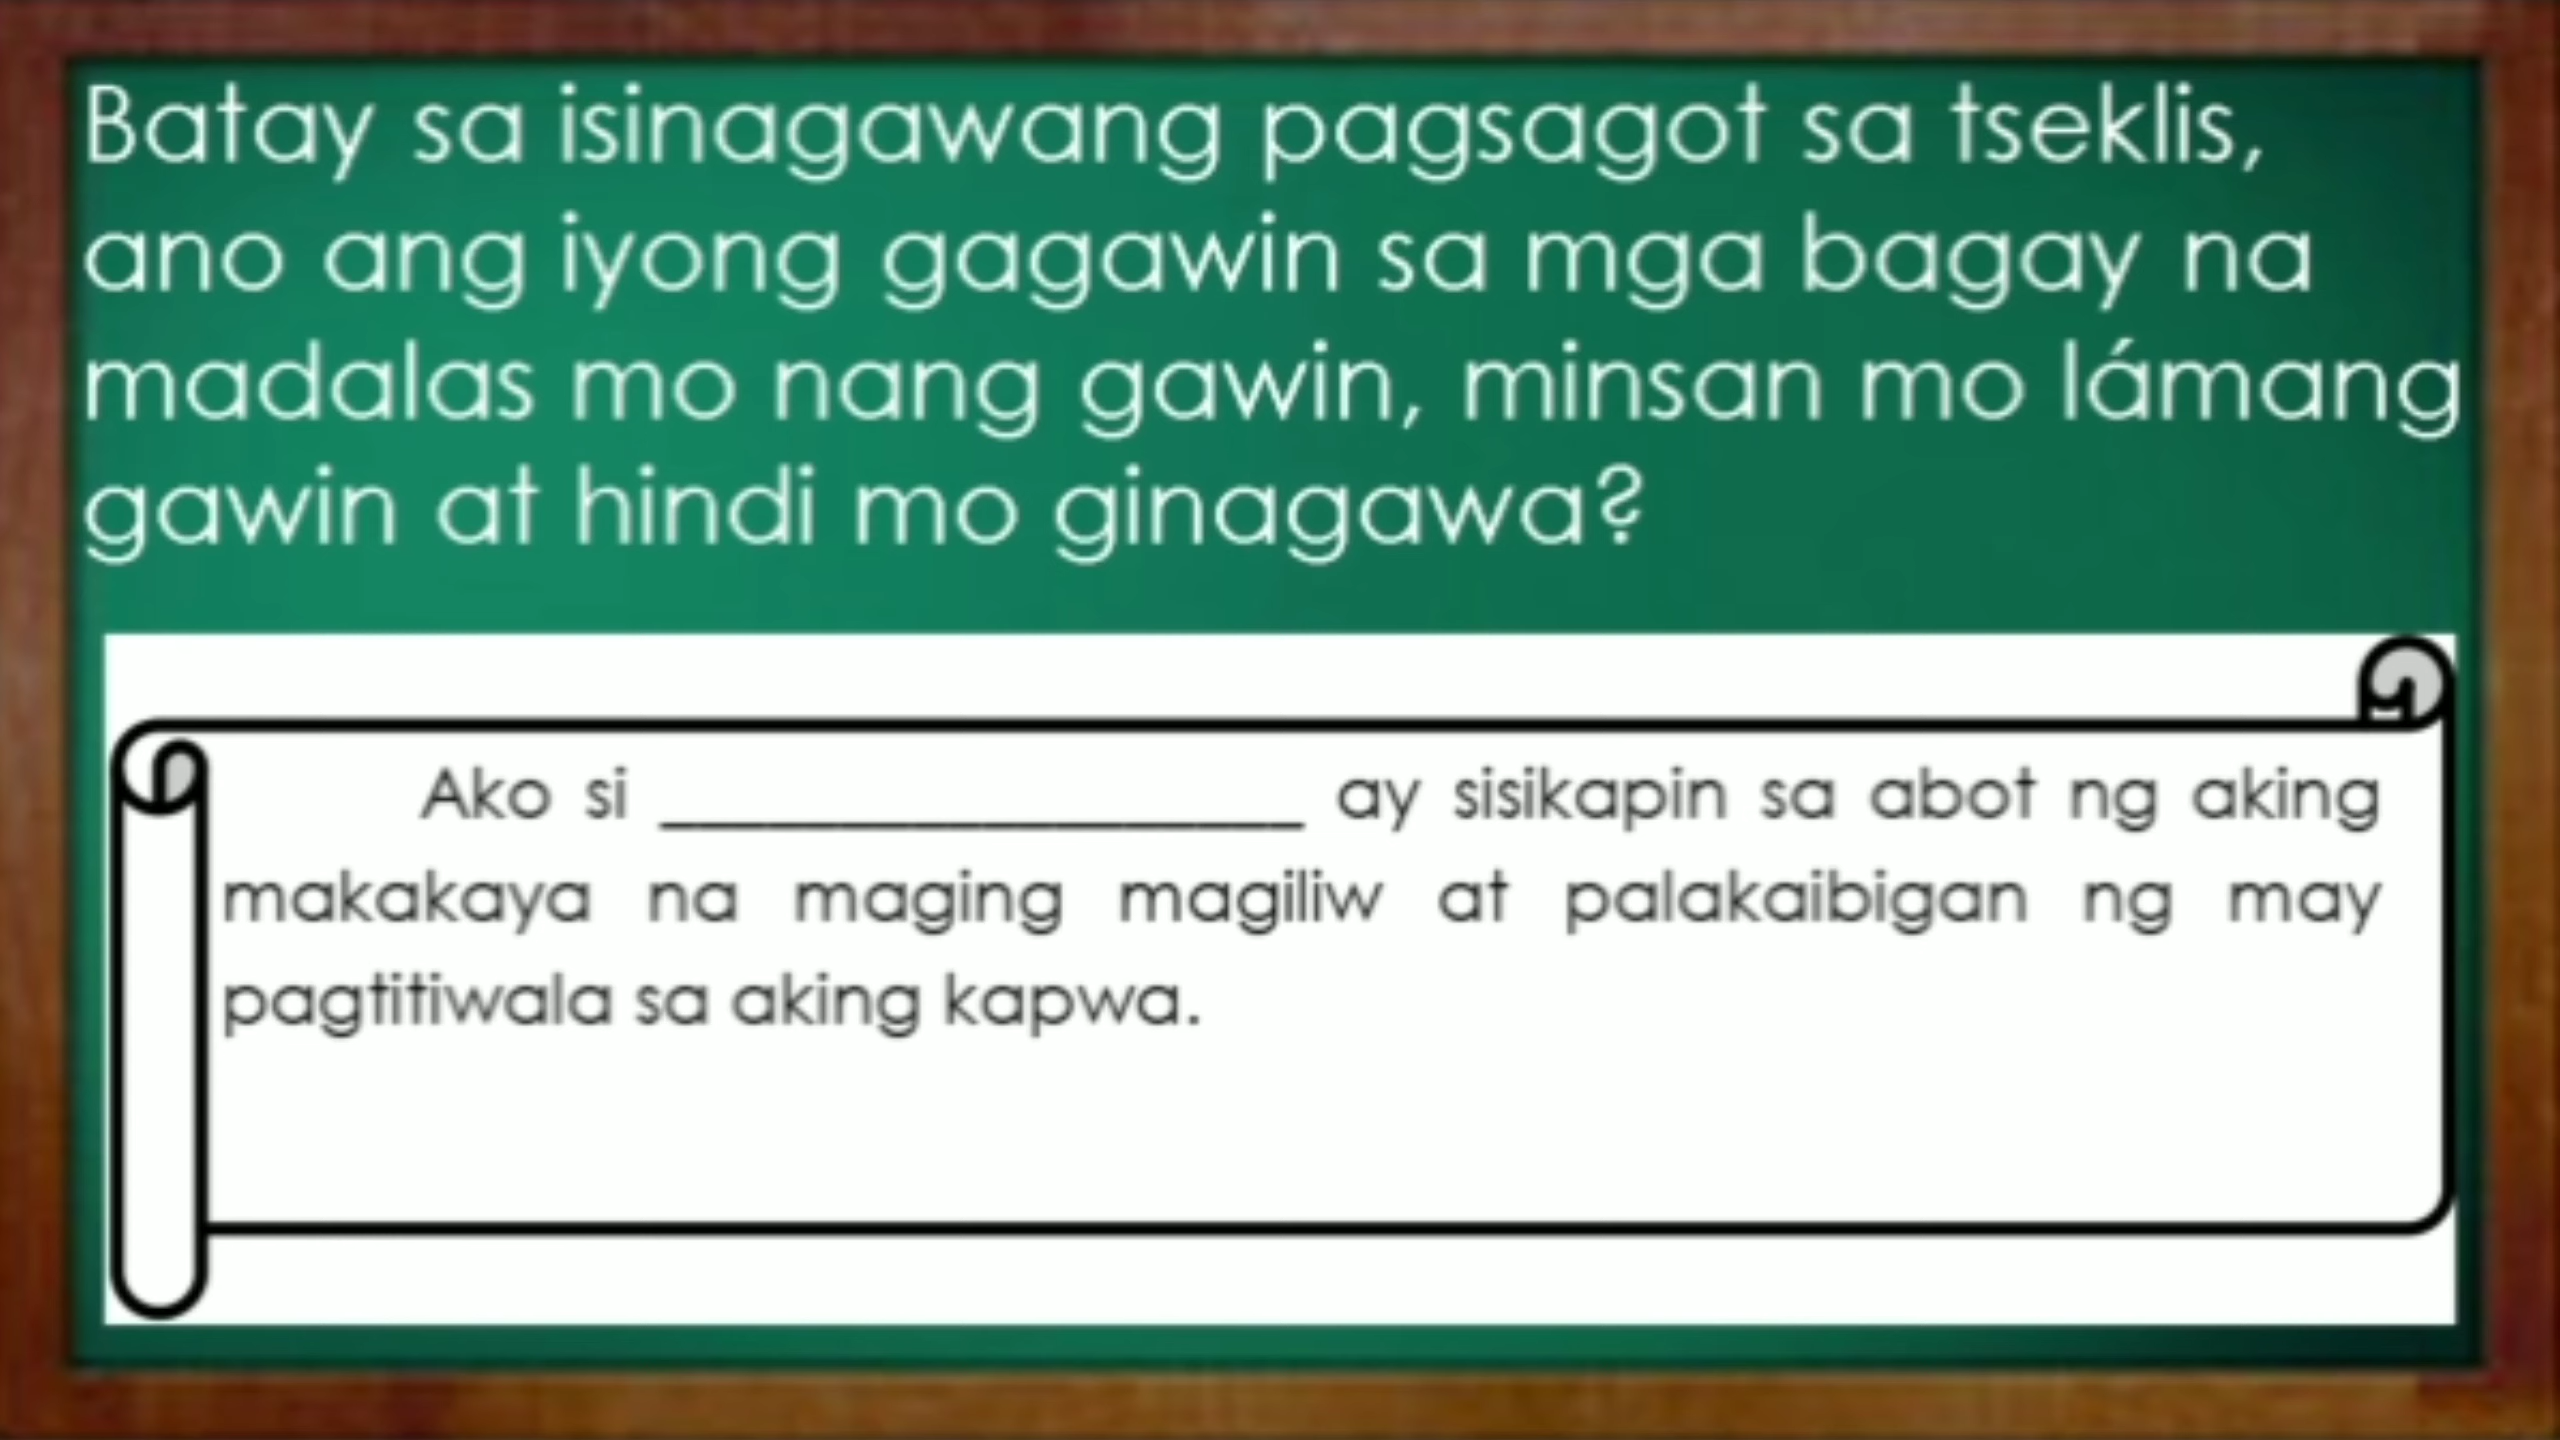 Batay sa isinagawang pagsagot sa tseklis,
ano ang iyong gagawin sa mga bagay na
madalas mo nang gawin, minsan mo lámang
gawin at hindi mo ginagawa?
Ako si ____________________ ay sisikapin sa abot ng aking
makakaya na maging magiliw at palakaibigan ng may
pagtitiwala sa aking kapwa.